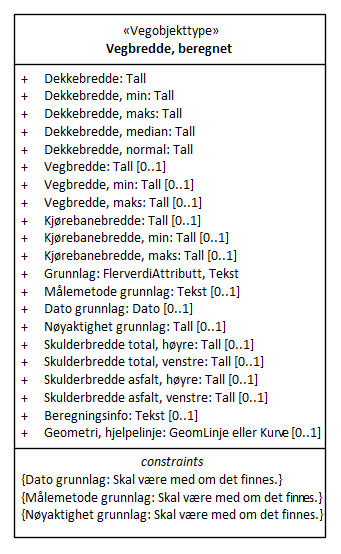 «Vegobjekttype»
Vegbredde, beregnet
+ Dekkebredde: Tall
+ Dekkebredde, min: Tall
+ Dekkebredde, maks: Tall
+ Dekkebredde, median: Tall
+ Dekkebredde, normal: Tall
+ Vegbredde: Tall [0..1]
+ Vegbredde, min: Tall [0..1]
+ Vegbredde, maks: Tall [0..1]
+ Kjørebanebredde: Tall [0..1]
+ Kjørebanebredde, min: Tall [0..1]
+ Kjørebanebredde, maks: Tall [0..1]
+ Grunnlag: FlerverdiAttributt, Tekst
+ Målemetode grunnlag: Tekst [0..1]
+ Dato grunnlag: Dato [0..1]
+ Nøyaktighet grunnlag: Tall [0..1]
+ Skulderbredde total, høyre: Tall [0..1]
+ Skulderbredde total, venstre: Tall [0..1]
+ Skulderbredde asfalt, høyre: Tall [0..1]
+ Skulderbredde asfalt, venstre: Tall [0..1]
+ Beregningsinfo: Tekst [0..1]
+ Geometri, hjelpelinje: GeomLinje eller Kurve [0..1]
constraints
{Dato grunnlag: Skal være med om det finnes.}
{Målemetode grunnlag: Skal være med om det finnes.}
{Nøyaktighet grunnlag: Skal være med om det finnes.}